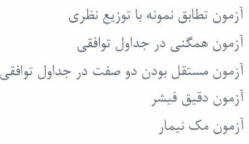 آزمون تطابق نمونه با توزیع نظری
آزمون همگنی در جداول توافقی
آزمون مستقل بودن دو صفت در جداول توافقی
آزمون دقیق فیشر
آزمون مک نیمار